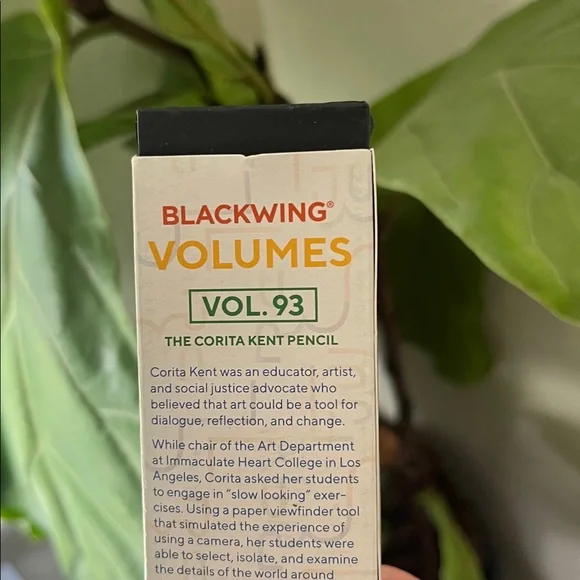 BLACKWING®
VOLUMES
VOL. 93
THE CORITA KENT PENCIL
Corita Kent was an educator, artist,
and social justice advocate who
believed that art could be a tool for
dialogue, reflection, and change.
While chair of the Art Department
at Immaculate Heart College in Los
Angeles, Corita asked her students
to engage in “slow looking” exer-
cises. Using a paper viewfinder tool
that simulated the experience of
using a camera, her students were
able to select, isolate, and examine
the details of the world around